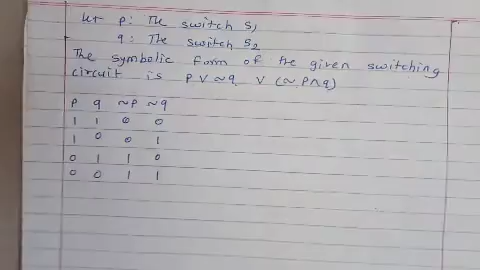 let p: The switch S1
q: The switch S2
The symbolic form of the given switching
circuit is p ∨ ~q ∨ (~p∧q)
p q ~p ~q
1 1 0 0
1 0 0 1
0 1 1 0
0 0 1 1